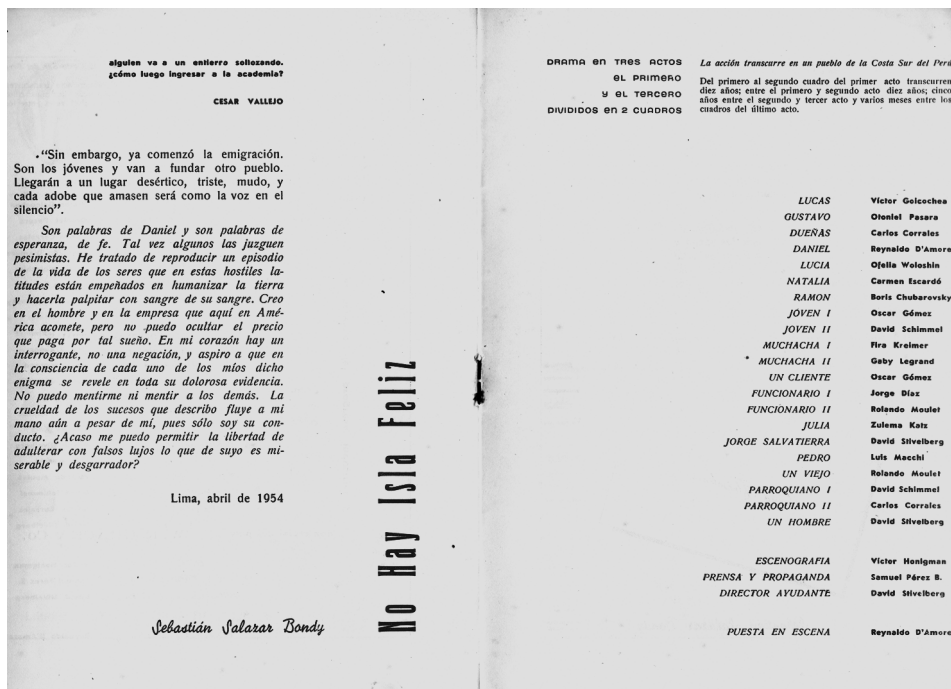 alguien va a un entierro sollozando.
¿cómo luego ingresar a la academia?
CESAR VALLEJO
"Sin embargo, ya comenzó la emigración.
Son los jóvenes y van a fundar otro pueblo.
Llegarán a un lugar desértico, triste, mudo, y
cada adobe que amasen será como la voz en el
silencio".
Son palabras de Daniel y son palabras de
esperanza, de fe. Tal vez algunos las juzguen
pesimistas. He tratado de reproducir un episodio
de la vida de los seres que en estas hostiles la-
titudes están empeñados en humanizar la tierra
y hacerla palpitar con sangre de su sangre. Creo
en el hombre y en la empresa que aquí en Amé-
rica acomete, pero no puedo ocultar el precio
que paga por tal sueño. En mi corazón hay un
interrogante, no una negación, y aspiro a que en
la consciencia de cada uno de los míos dicho
enigma se revele en toda su dolorosa evidencia.
No puedo mentirme ni mentir a los demás. La
crueldad de los sucesos que describo fluye a mi
mano aún a pesar de mí, pues sólo soy su con-
ducto. ¿Acaso me puedo permitir la libertad de
adulterar con falsos lujos lo que de suyo es mi-
serable y desgarrador?
Lima, abril de 1954
Sebastián Salazar Bondy
No Hay Isla Feliz
DRAMA en TRES ACTOS
EL PRIMERO
Y EL TERCERO
DIVIDIDOS en 2 CUADROS
La acción transcurre en un pueblo de la Costa Sur del Perú
Del primero al segundo cuadro del primer acto transcurren
diez años; entre el primero y segundo acto diez años; cinco
años entre el segundo y tercer acto y varios meses entre los
cuadros del último acto.
LUCAS Víctor Goicochea
GUSTAVO Otoniel Pasara
DUEÑAS Carlos Corrales
DANIEL Reynaldo D'Amore
LUCIA Ofelia Woloshin
NATALIA Carmen Escardó
RAMON Boris Chubarovsky
JÓVEN I Oscar Gómez
JOVEN II David Schimmel
MUCHACHA I Fira Kreimer
MUCHACHA II Gaby Legrand
UN CLIENTE Oscar Gómez
FUNCIONARIO I Jorge Díaz
FUNCIONARIO II Rolando Moulet
JULIA Zulema Katz
JORGE SALVATIERRA David Stivelberg
PEDRO Luis Macchi
UN VIEJO Rolando Moulet
PARROQUIANO I David Schimmel
PARROQUIANO II Carlos Corrales
UN HOMBRE David Stivelberg
ESCENOGRAFIA Víctor Honigman
PRENSA Y PROPAGANDA Samuel Pérez B.
DIRECTOR AYUDANTE David Stivelberg
PUESTA EN ESCENA Reynaldo D'Amore